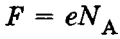 F = eN_A